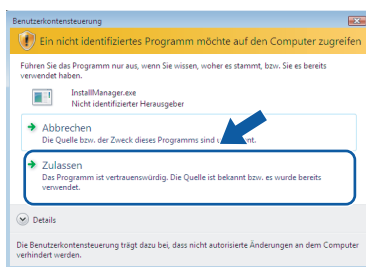 Benutzerkontensteuerung
Ein nicht identifiziertes Programm möchte auf den Computer zugreifen
Führen Sie das Programm nur aus, wenn Sie wissen, woher es stammt, bzw. Sie es bereits
verwendet haben.
InstallManager.exe
Nicht identifizierter Herausgeber
Abbrechen
Die Quelle bzw. der Zweck dieses Programms sind
Zulassen
Das Programm ist vertrauenswürdig. Die Quelle ist bekannt bzw. es wurde bereits
verwendet.
Details
Die Benutzerkontensteuerung trägt dazu bei, dass nicht autorisierte Änderungen an dem Computer
verhindert werden.